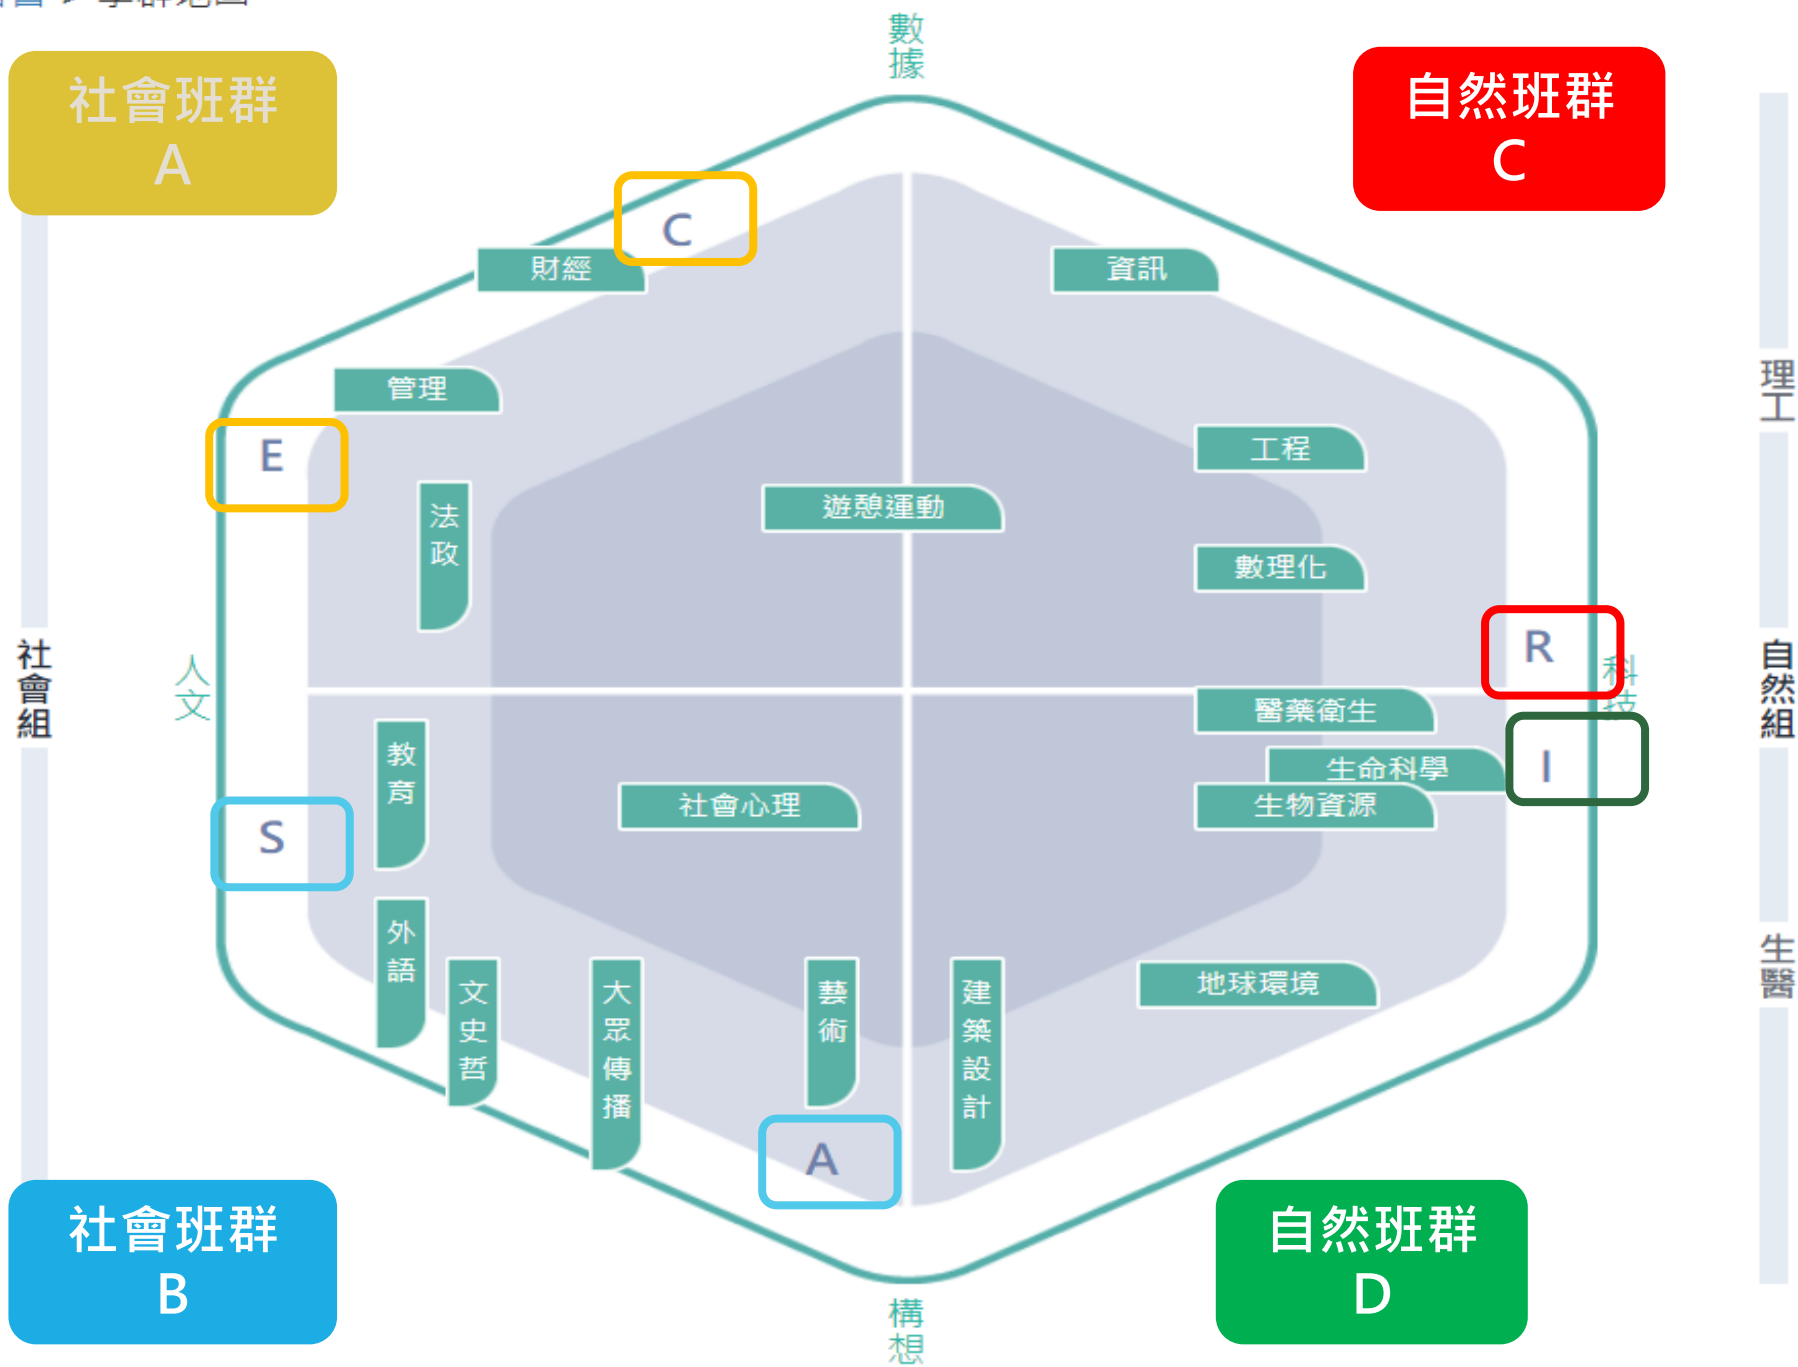 數據
社會班群
A
自然班群
C
C
財經
資訊
管理
理工
E
工程
法政
遊憩運動
數理化
R
社會組
人文
科技
自然組
醫藥衛生
教育
生命科學
I
社會心理
生物資源
S
外語
生醫
文史哲
大眾傳播
藝術
建築設計
地球環境
A
社會班群
B
自然班群
D
構想